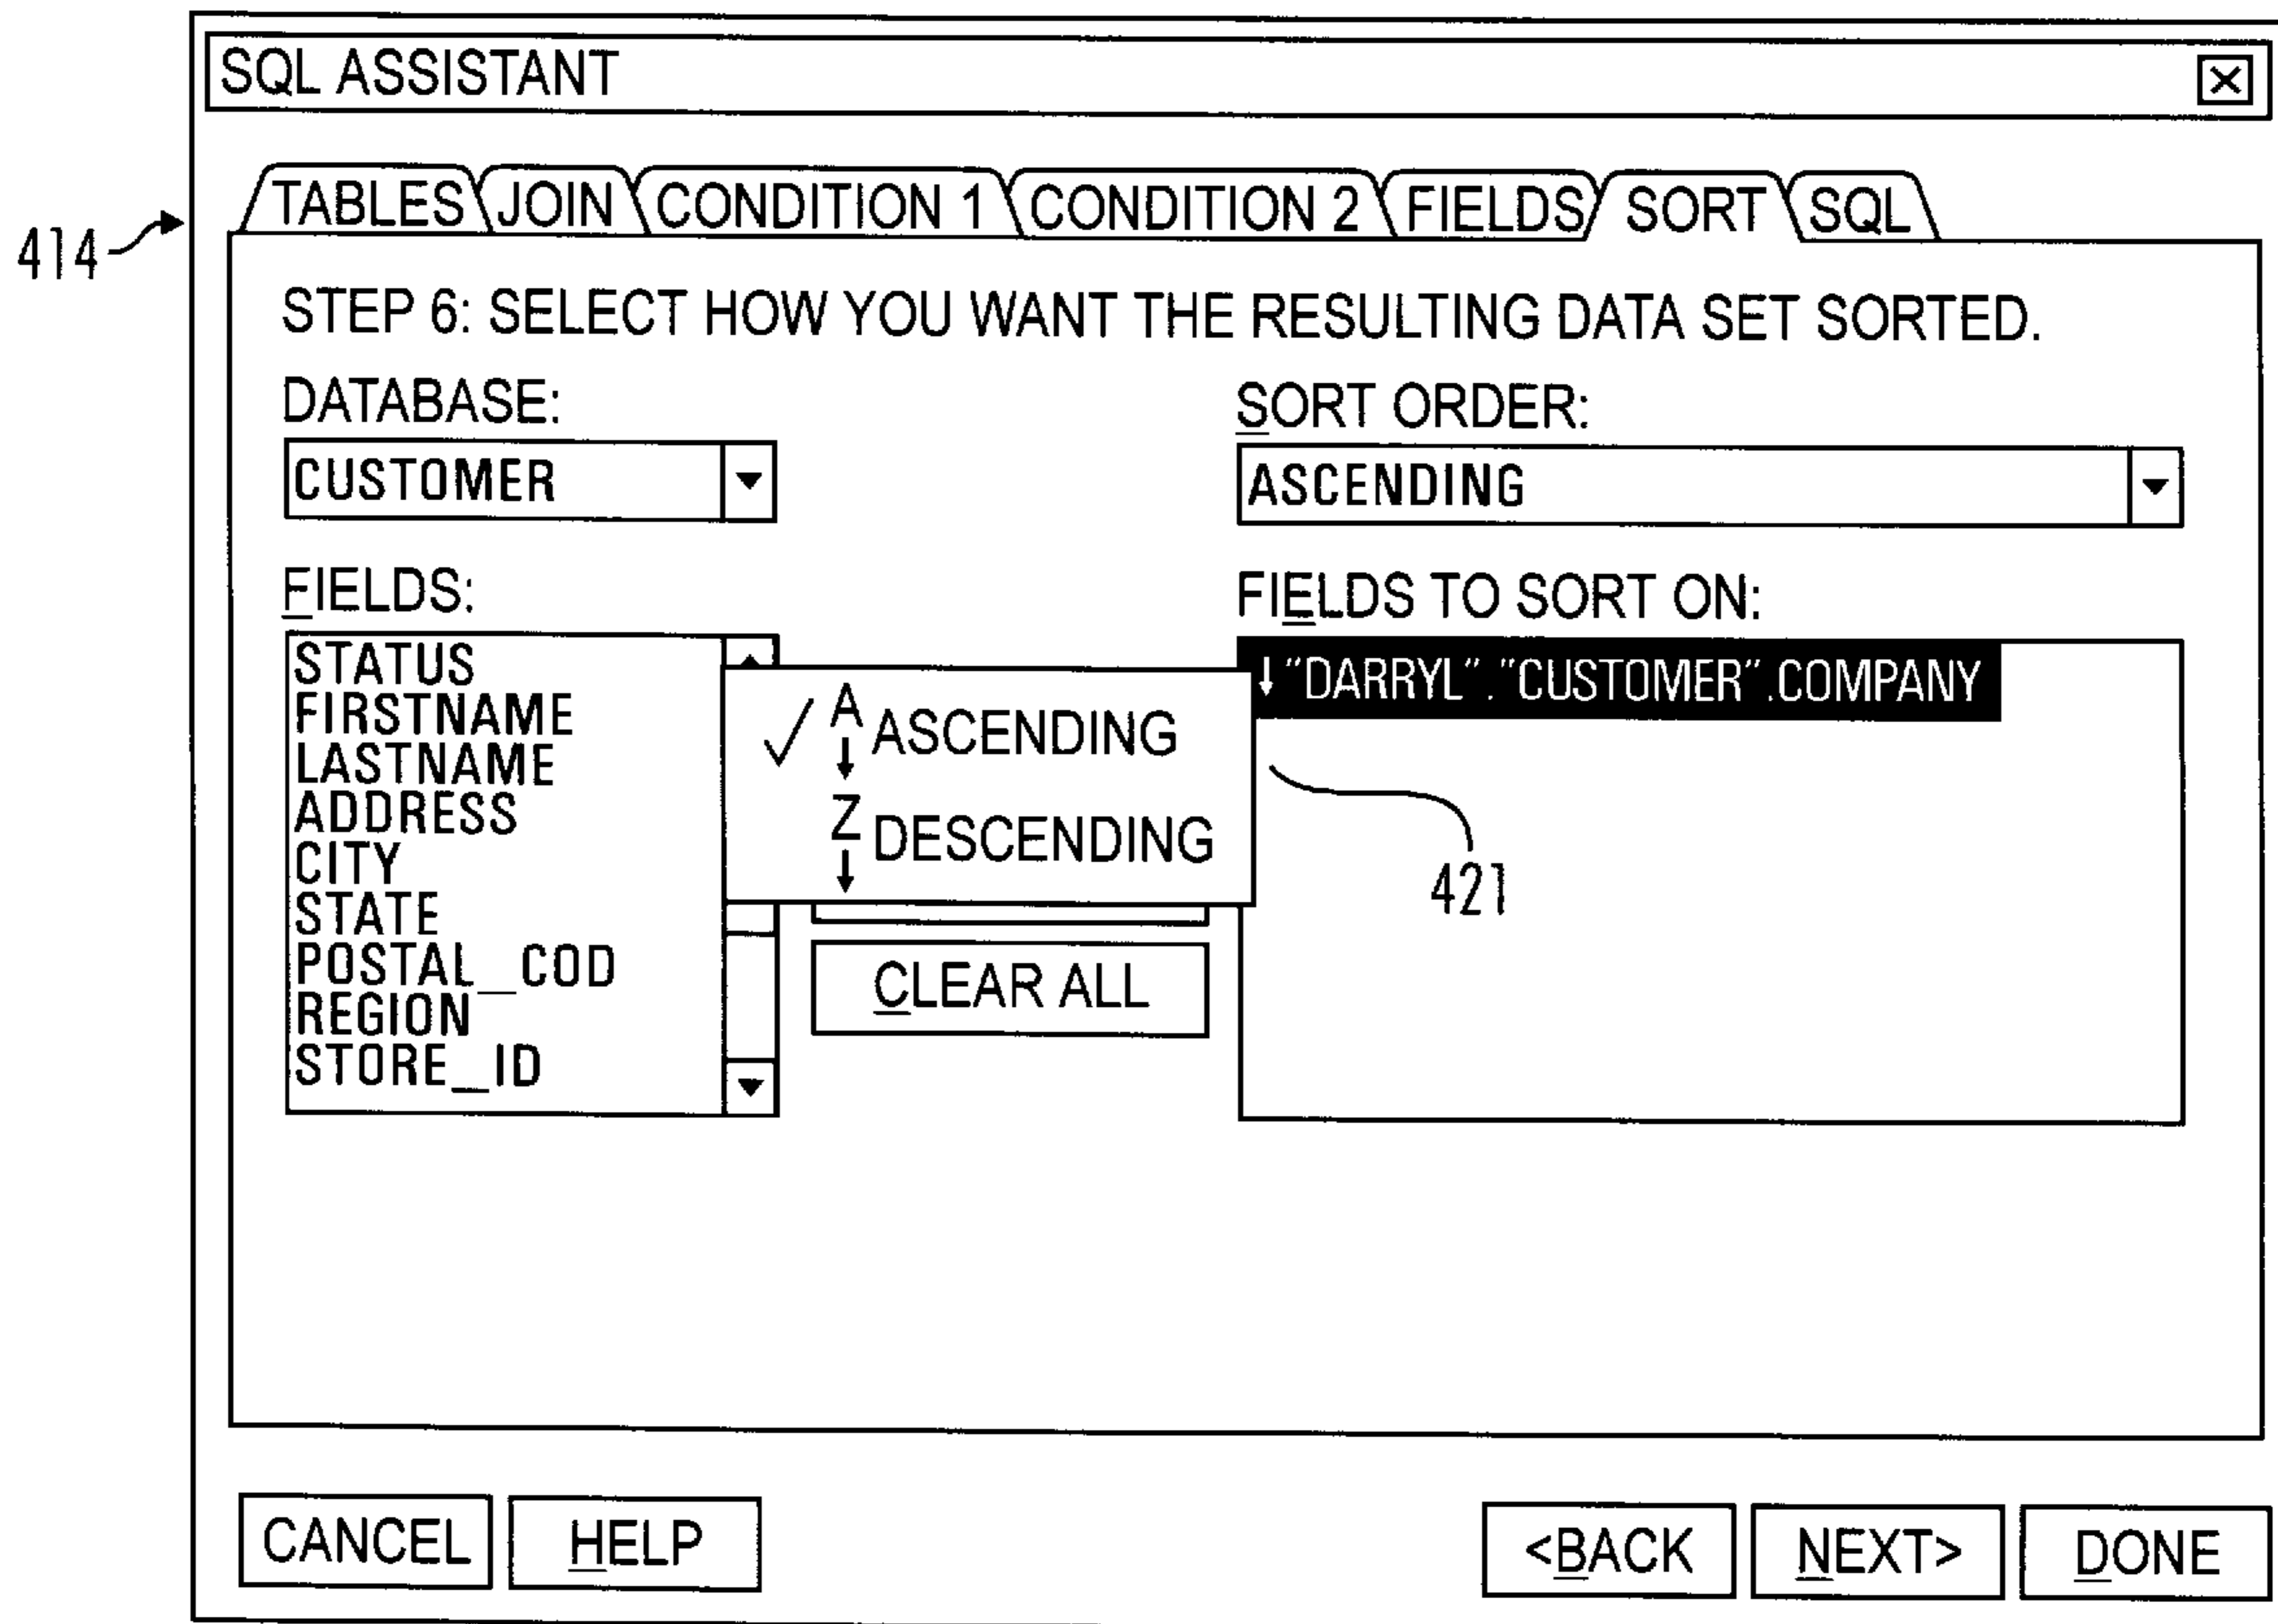 SQL ASSISTANT
TABLES JOIN CONDITION 1 CONDITION 2 FIELDS SORT SQL
414
STEP 6: SELECT HOW YOU WANT THE RESULTING DATA SET SORTED.
DATABASE:
CUSTOMER
SORT ORDER:
ASCENDING
FIELDS:
STATUS
FIRSTNAME
LASTNAME
ADDRESS
CITY
STATE
POSTAL_COD
REGION
STORE_ID
A ASCENDING
Z DESCENDING
CLEAR ALL
FIELDS TO SORT ON:
↓"DARRYL"."CUSTOMER".COMPANY
421
CANCEL HELP <BACK NEXT> DONE